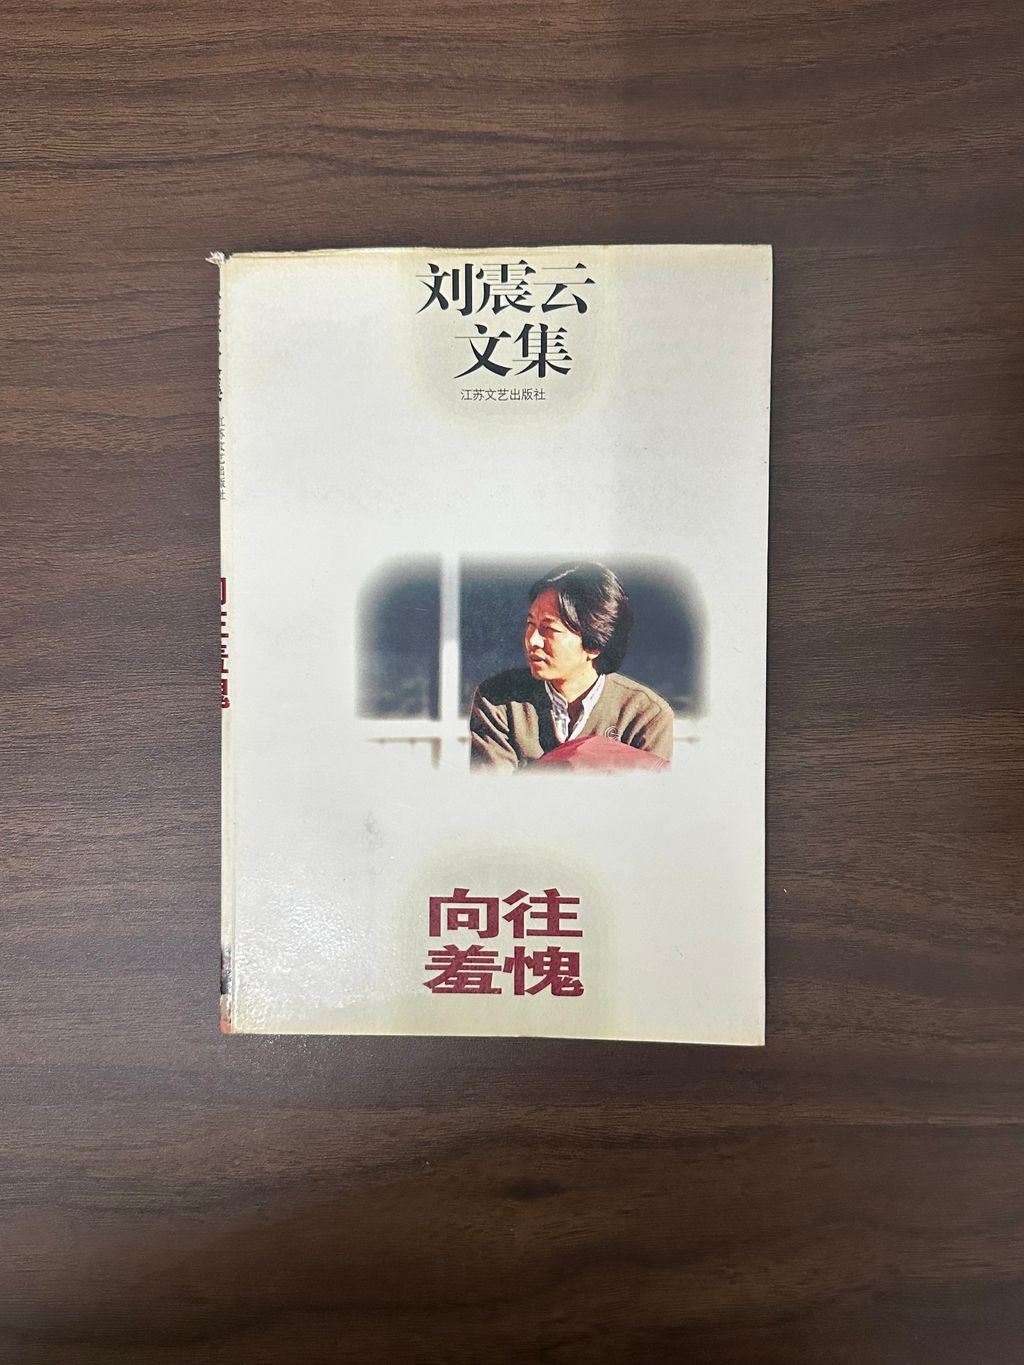 刘震云
文集
江苏文艺出版社
向往
羞愧